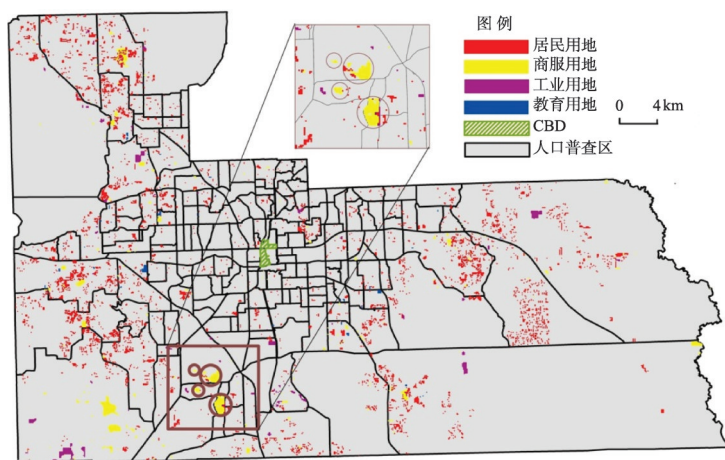 图 例
居民用地
商服用地
工业用地
教育用地
CBD
人口普查区
0 4 km